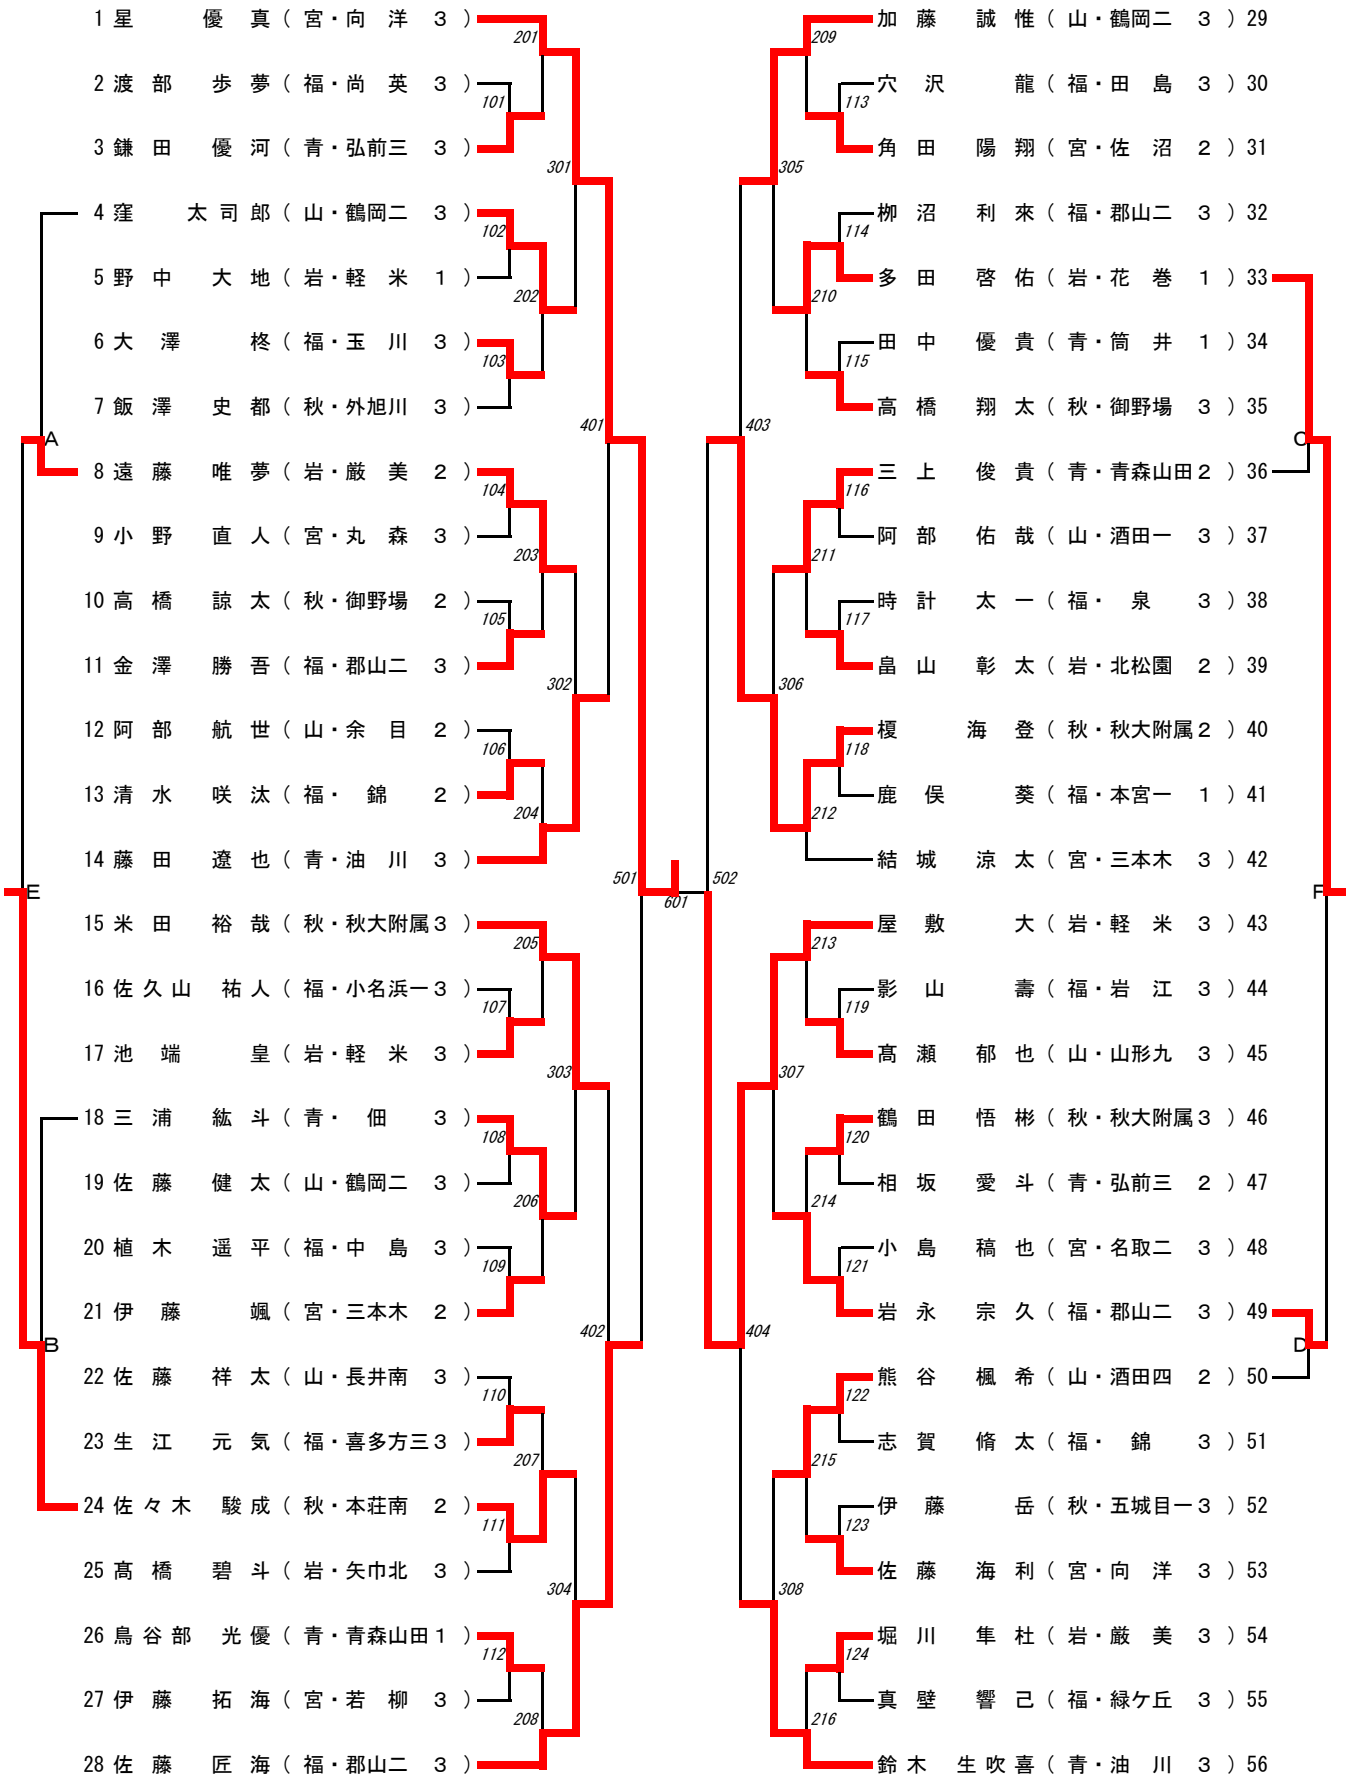 1 星 優 真 ( 宮・向 洋 3 )
2 渡 部 歩 夢 ( 福・尚 英 3 )
3 鎌 田 優 河 ( 青・弘前三 3 )
4 窪 太 司 郎 ( 山・鶴岡二 3 )
5 野 中 大 地 ( 岩・軽 米 1 )
6 大 澤 柊 ( 福・玉 川 3 )
7 飯 澤 史 都 ( 秋・外旭川 3 )
8 遠 藤 唯 夢 ( 岩・厳 美 2 )
9 小 野 直 人 ( 宮・丸 森 3 )
10 高 橋 諒 太 ( 秋・御野場 2 )
11 金 澤 勝 吾 ( 福・郡山二 3 )
12 阿 部 航 世 ( 山・余 目 2 )
13 清 水 咲 汰 ( 福・ 錦 2 )
14 藤 田 遼 也 ( 青・油 川 3 )
15 米 田 裕 哉 ( 秋・秋大附属 3 )
16 佐 久 山 祐 人 ( 福・小名浜一 3 )
17 池 端 皇 ( 岩・軽 米 3 )
18 三 浦 紘 斗 ( 青・ 佃 3 )
19 佐 藤 健 太 ( 山・鶴岡二 3 )
20 植 木 遥 平 ( 福・中 島 3 )
21 伊 藤 颯 ( 宮・三本木 2 )
22 佐 藤 祥 太 ( 山・長井南 3 )
23 生 江 元 気 ( 福・喜多方三 3 )
24 佐 々 木 駿 成 ( 秋・本荘南 2 )
25 髙 橋 碧 斗 ( 岩・矢巾北 3 )
26 鳥 谷 部 光 優 ( 青・青森山田 1 )
27 伊 藤 拓 海 ( 宮・若 柳 3 )
28 佐 藤 匠 海 ( 福・郡山二 3 )
A
B
E
101
102
103
104
105
106
107
108
109
110
111
112
201
202
203
204
205
206
207
208
301
302
303
304
401
402
501
601
502
403
404
305
306
307
308
209
210
211
212
213
214
215
216
113
114
115
116
117
118
119
120
121
122
123
124
加 藤 誠 惟 ( 山・鶴岡二 3 ) 29
穴 沢 龍 ( 福・田 島 3 ) 30
角 田 陽 翔 ( 宮・佐 沼 2 ) 31
栁 沼 利 來 ( 福・郡山二 3 ) 32
多 田 啓 佑 ( 岩・花 巻 1 ) 33
田 中 優 貴 ( 青・筒 井 1 ) 34
高 橋 翔 太 ( 秋・御野場 3 ) 35
三 上 俊 貴 ( 青・青森山田 2 ) 36
阿 部 佑 哉 ( 山・酒田一 3 ) 37
時 計 太 一 ( 福・ 泉 3 ) 38
畠 山 彰 太 ( 岩・北松園 2 ) 39
榎 海 登 ( 秋・秋大附属 2 ) 40
鹿 俣 葵 ( 福・本宮一 1 ) 41
結 城 涼 太 ( 宮・三本木 3 ) 42
屋 敷 大 ( 岩・軽 米 3 ) 43
影 山 壽 ( 福・岩 江 3 ) 44
髙 瀬 郁 也 ( 山・山形九 3 ) 45
鶴 田 悟 彬 ( 秋・秋大附属 3 ) 46
相 坂 愛 斗 ( 青・弘前三 2 ) 47
小 島 稿 也 ( 宮・名取二 3 ) 48
岩 永 宗 久 ( 福・郡山二 3 ) 49
熊 谷 楓 希 ( 山・酒田四 2 ) 50
志 賀 脩 太 ( 福・ 錦 3 ) 51
伊 藤 岳 ( 秋・五城目一 3 ) 52
佐 藤 海 利 ( 宮・向 洋 3 ) 53
堀 川 隼 杜 ( 岩・厳 美 3 ) 54
真 壁 響 己 ( 福・緑ケ丘 3 ) 55
鈴 木 生 吹 喜 ( 青・油 川 3 ) 56
C
D
F